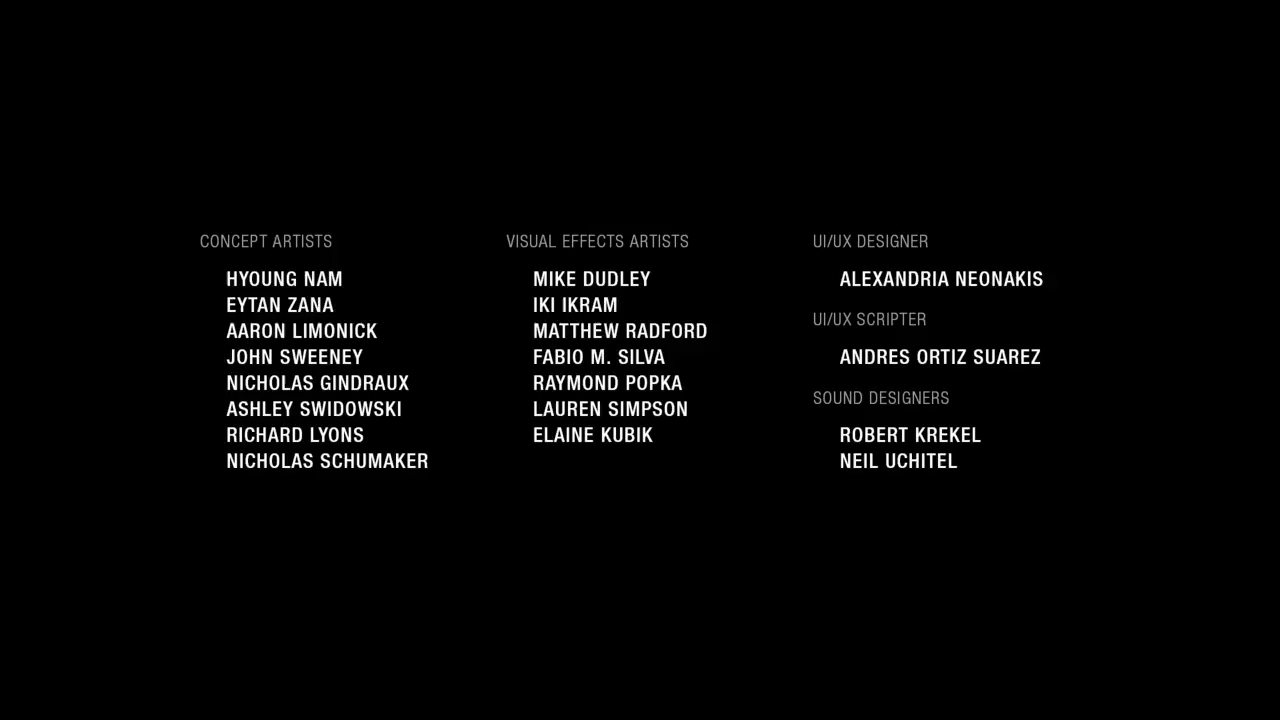 CONCEPT ARTISTS
HYOUNG NAM
EYTAN ZANA
AARON LIMONICK
JOHN SWEENEY
NICHOLAS GINDRAUX
ASHLEY SWIDOWSKI
RICHARD LYONS
NICHOLAS SCHUMAKER
VISUAL EFFECTS ARTISTS
MIKE DUDLEY
IKI IKRAM
MATTHEW RADFORD
FABIO M. SILVA
RAYMOND POPKA
LAUREN SIMPSON
ELAINE KUBIK
UI/UX DESIGNER
ALEXANDRIA NEONAKIS
UI/UX SCRIPTER
ANDRES ORTIZ SUAREZ
SOUND DESIGNERS
ROBERT KREKEL
NEIL UCHITEL